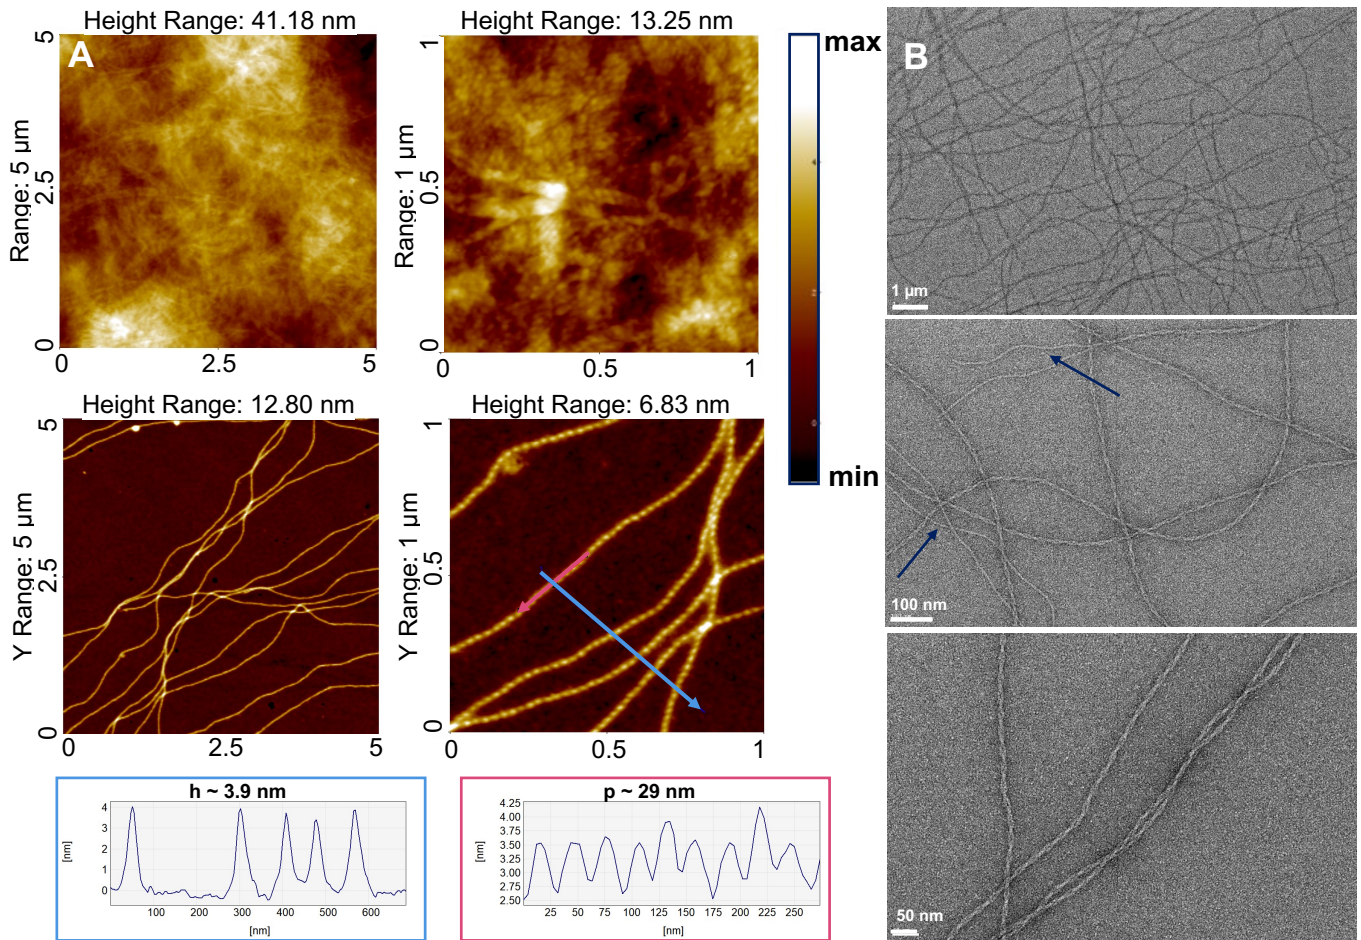 Height Range: 41.18 nm
A
Range: 5 µm
5
2.5
0
0
2.5
5
Height Range: 13.25 nm
Range: 1 µm
1
0.5
0
0
0.5
1
max
min
Height Range: 12.80 nm
Y Range: 5 µm
5
2.5
0
0
2.5
5
Height Range: 6.83 nm
Y Range: 1 µm
1
0.5
0
0
0.5
1
h ~ 3.9 nm
[nm]
4
3
2
1
0
100 200 300 400 500 600
[nm]
p ~ 29 nm
[nm]
4.25
4.00
3.75
3.50
3.25
3.00
2.75
2.50
25 50 75 100 125 150 175 200 225 250
[nm]
B
1 µm
100 nm
50 nm